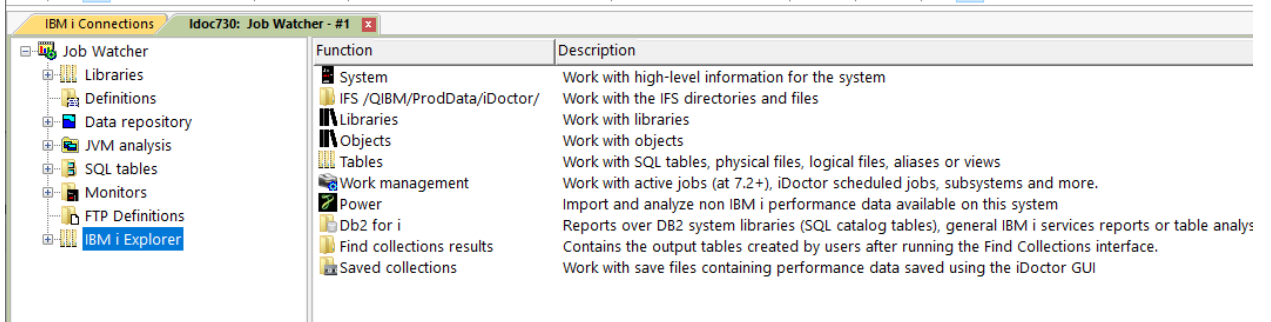 IBM i Connections
Idoc730: Job Watcher - #1
Job Watcher
Libraries
Definitions
Data repository
JVM analysis
SQL tables
Monitors
FTP Definitions
IBM i Explorer
Function Description
System Work with high-level information for the system
IFS /QIBM/ProdData/iDoctor/ Work with the IFS directories and files
Libraries Work with libraries
Objects Work with objects
Tables Work with SQL tables, physical files, logical files, aliases or views
Work management Work with active jobs (at 7.2+), iDoctor scheduled jobs, subsystems and more.
Power Import and analyze non IBM i performance data available on this system
Db2 for i Reports over DB2 system libraries (SQL catalog tables), general IBM i services reports or table analys
Find collections results Contains the output tables created by users after running the Find Collections interface.
Saved collections Work with save files containing performance data saved using the iDoctor GUI